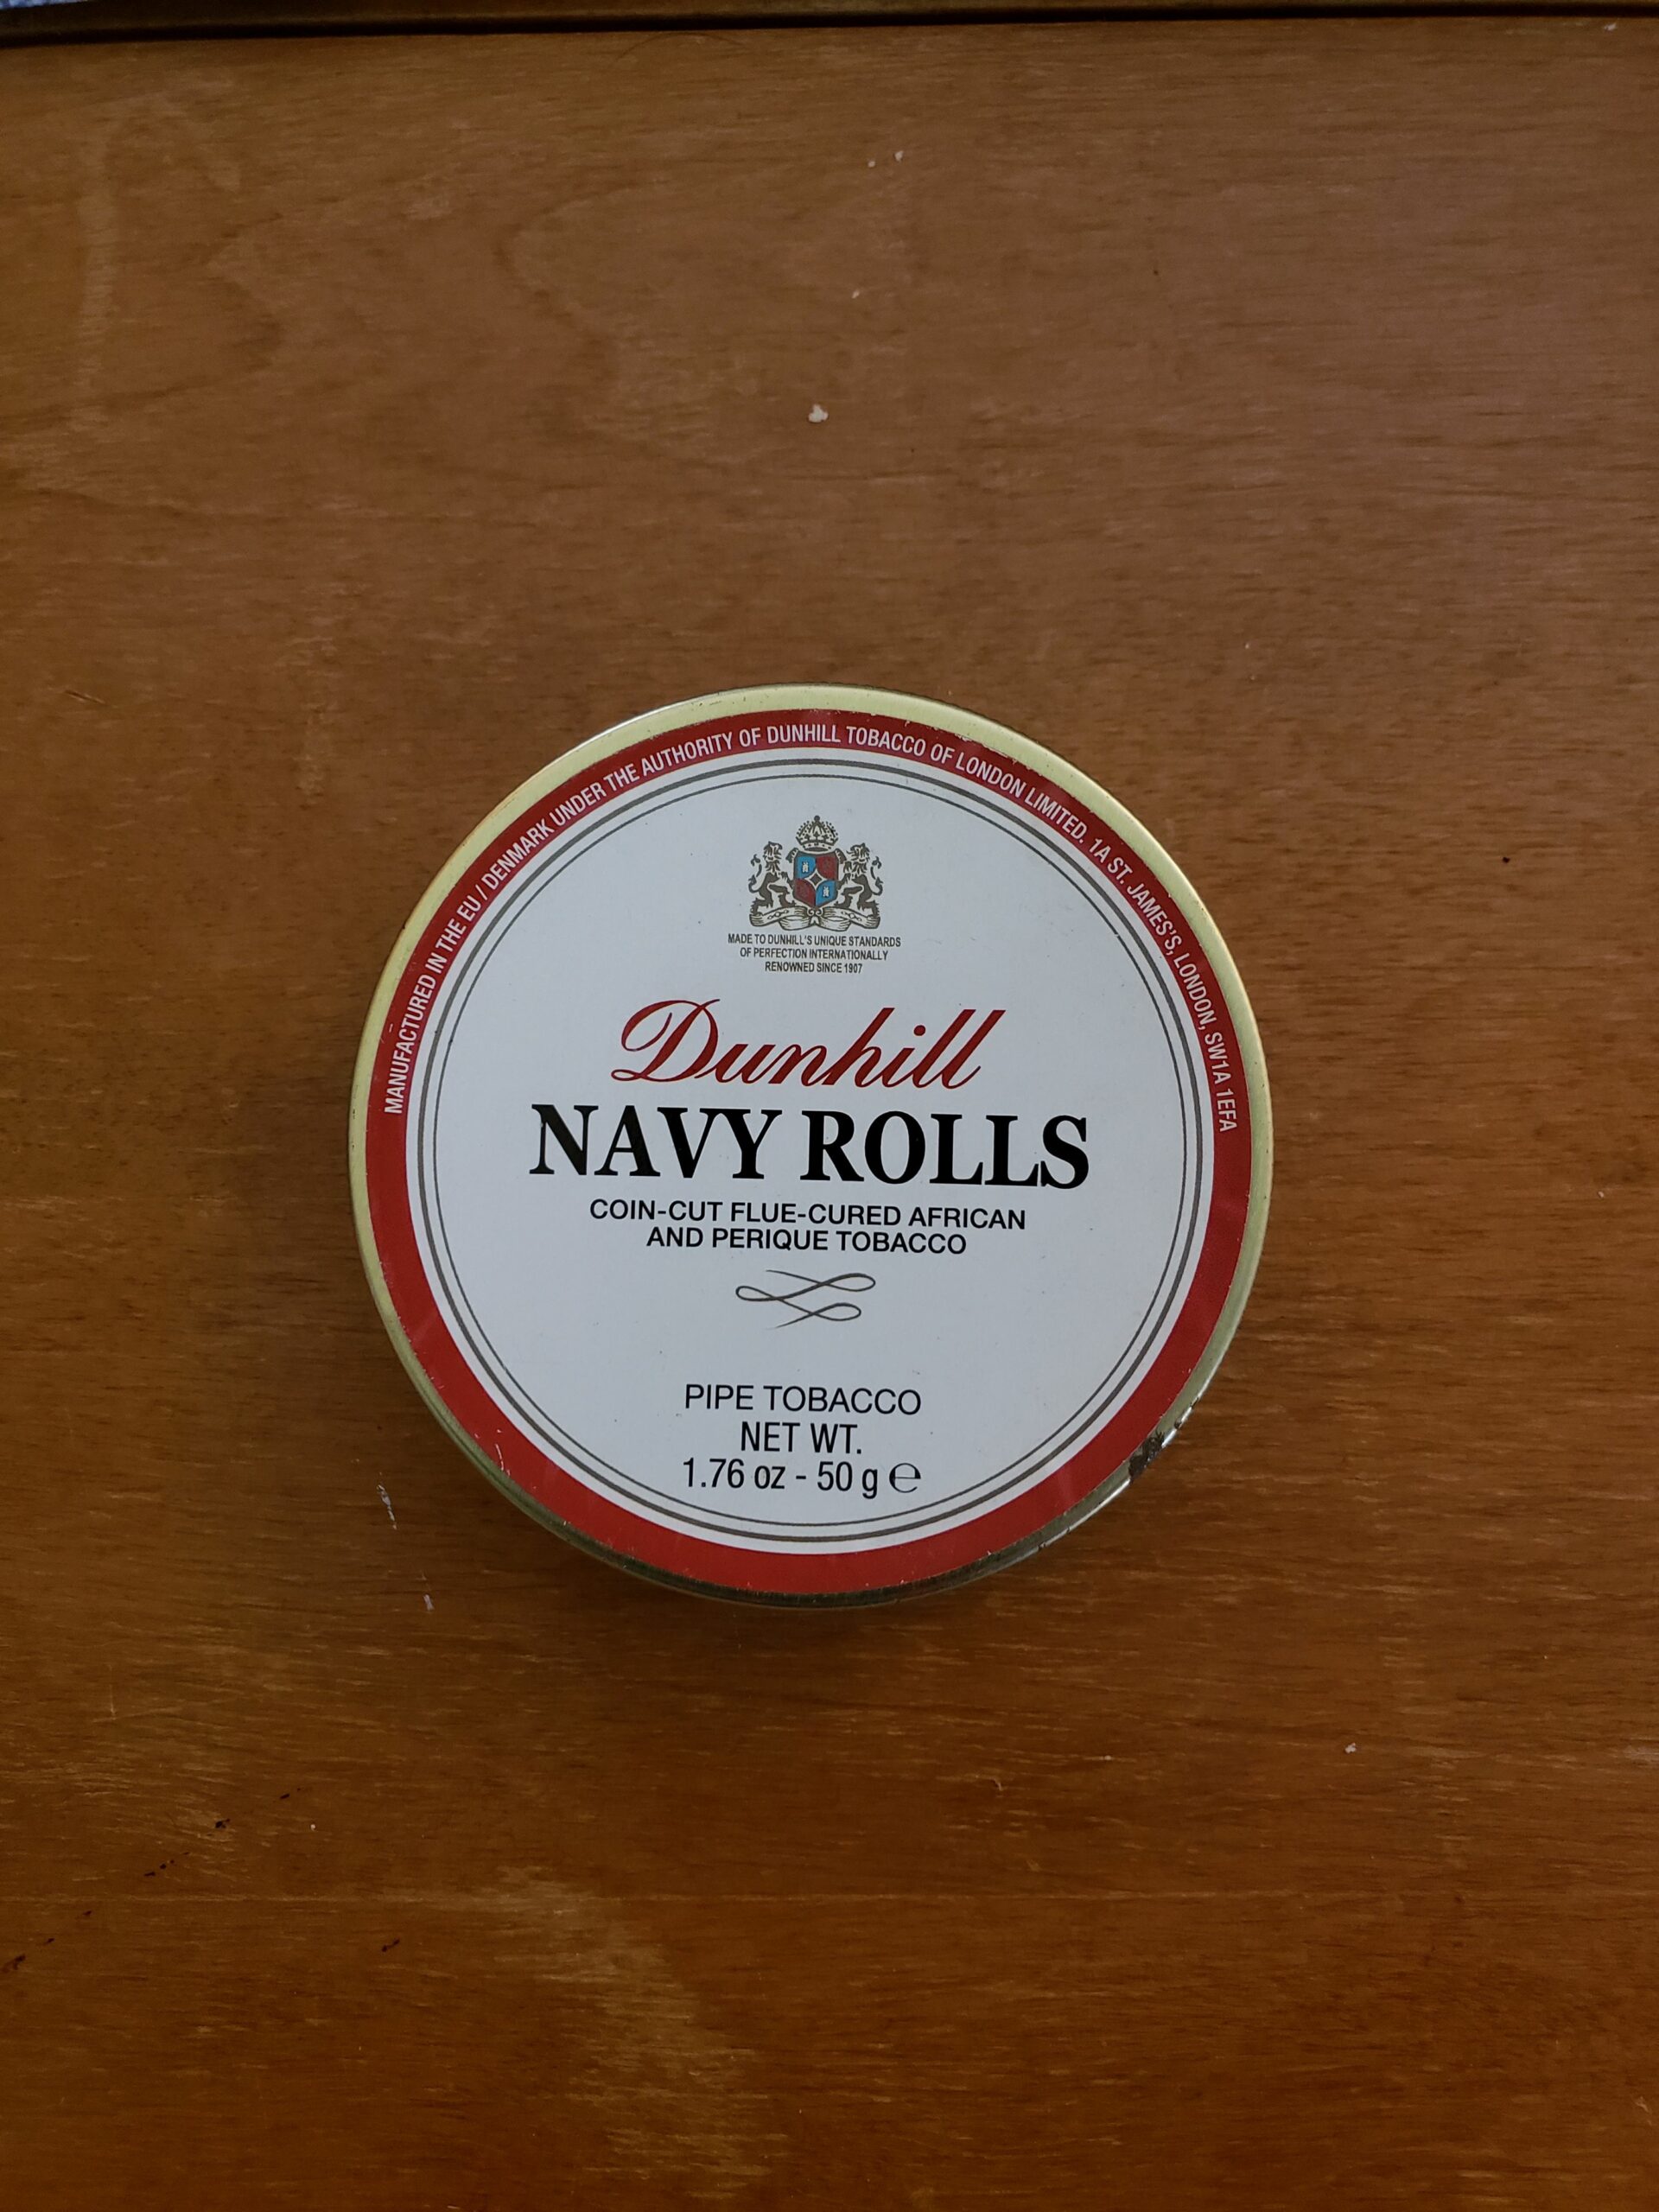 MANUFACTURED IN THE EU / DENMARK UNDER THE AUTHORITY OF DUNHILL TOBACCO OF LONDON LIMITED. 1A ST. JAMES'S, LONDON, SW1A 1EFA
MADE TO DUNHILL'S UNIQUE STANDARDS
OF PERFECTION INTERNATIONALLY
RENOWNED SINCE 1907
Dunhill
NAVY ROLLS
COIN-CUT FLUE-CURED AFRICAN
AND PERIQUE TOBACCO
PIPE TOBACCO
NET WT.
1.76 oz - 50 g ℮